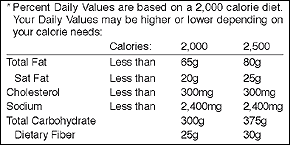 *Percent Daily Values are based on a 2,000 calorie diet.
Your Daily Values may be higher or lower depending on
your calorie needs:
Calories: 2,000 2,500
Total Fat Less than 65g 80g
Sat Fat Less than 20g 25g
Cholesterol Less than 300mg 300mg
Sodium Less than 2,400mg 2,400mg
Total Carbohydrate 300g 375g
Dietary Fiber 25g 30g